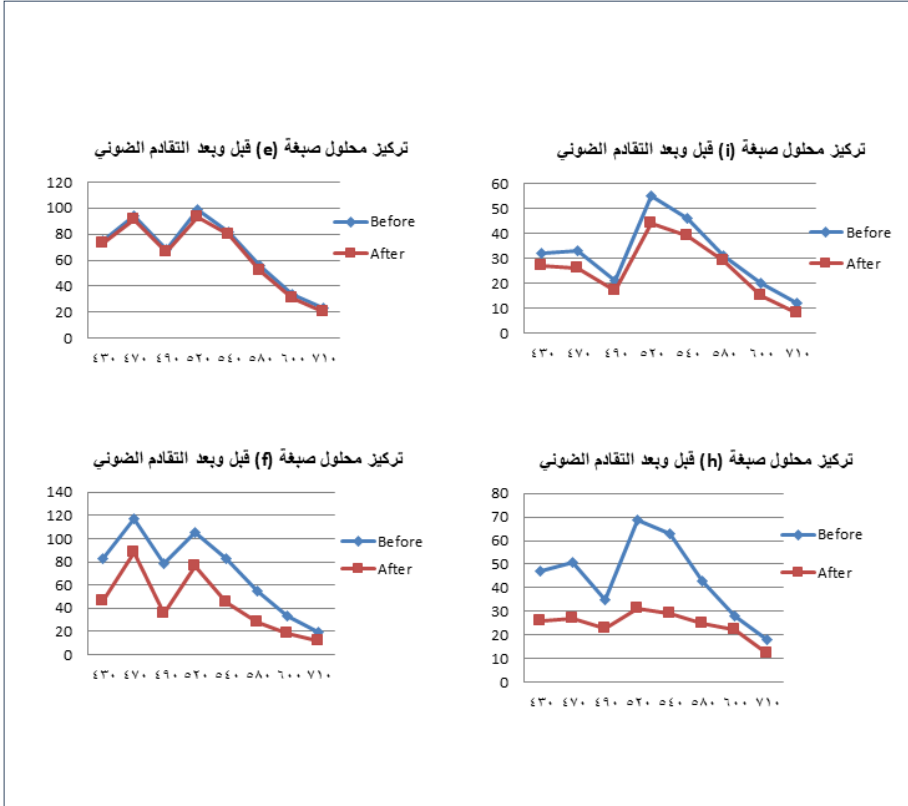 تركيز محلول صبغة (e) قبل وبعد التقادم الضوئي
120
100
80
60
40
20
0
٤٣٠ ٤٧٠ ٤٩٠ ٥٢٠ ٥٤٠ ٥٨٠ ٦٠٠ ٧١٠
Before
After
تركيز محلول صبغة (i) قبل وبعد التقادم الضوئي
60
50
40
30
20
10
0
٤٣٠ ٤٧٠ ٤٩٠ ٥٢٠ ٥٤٠ ٥٨٠ ٦٠٠ ٧١٠
Before
After
تركيز محلول صبغة (f) قبل وبعد التقادم الضوئي
140
120
100
80
60
40
20
0
٤٣٠ ٤٧٠ ٤٩٠ ٥٢٠ ٥٤٠ ٥٨٠ ٦٠٠ ٧١٠
Before
After
تركيز محلول صبغة (h) قبل وبعد التقادم الضوئي
80
70
60
50
40
30
20
10
0
٤٣٠ ٤٧٠ ٤٩٠ ٥٢٠ ٥٤٠ ٥٨٠ ٦٠٠ ٧١٠
Before
After